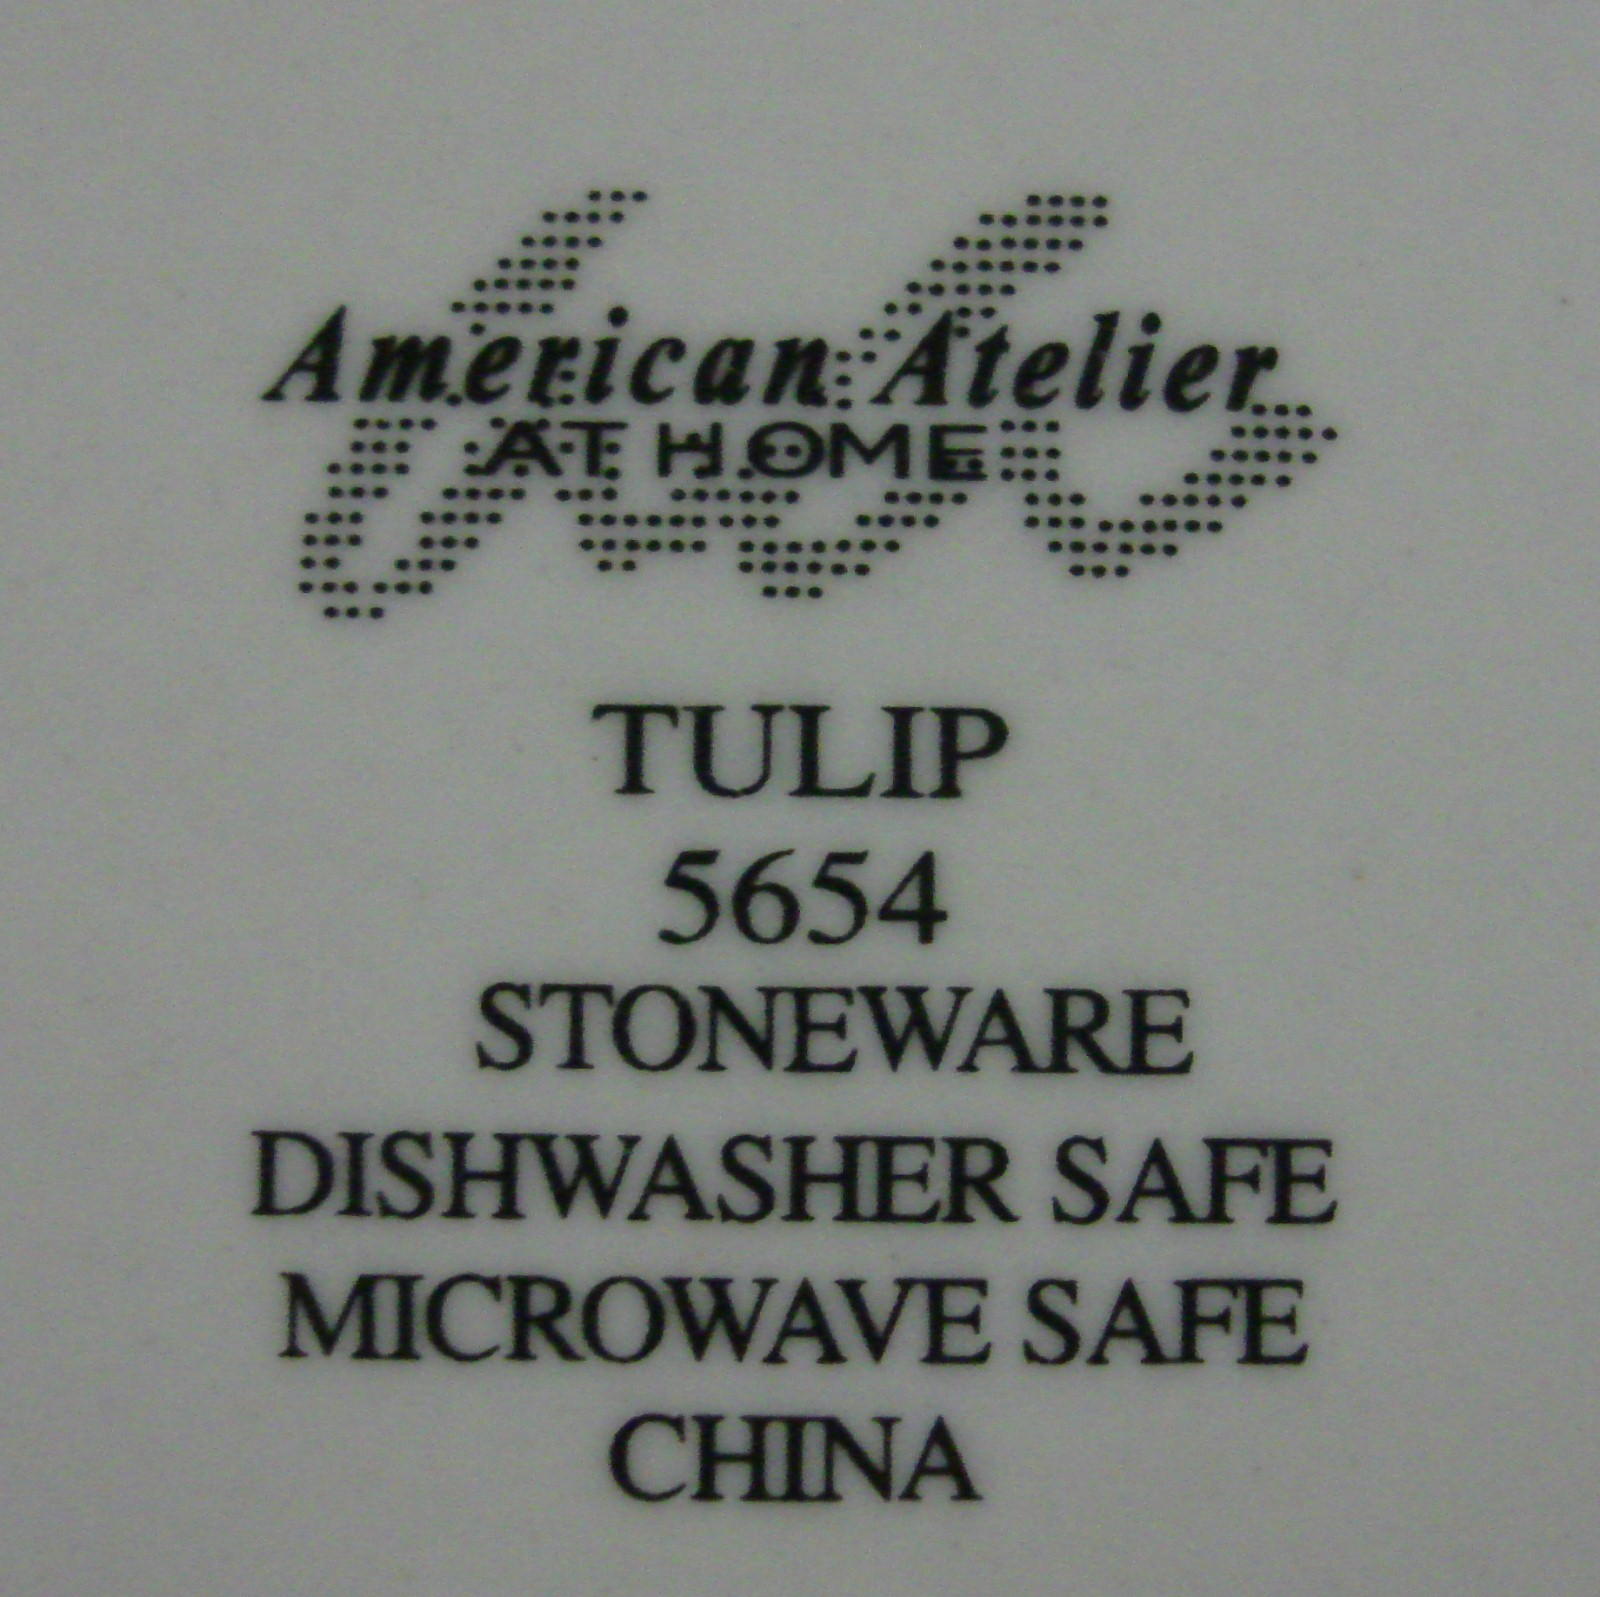 American Atelier
AT HOME
TULIP
5654
STONEWARE
DISHWASHER SAFE
MICROWAVE SAFE
CHINA